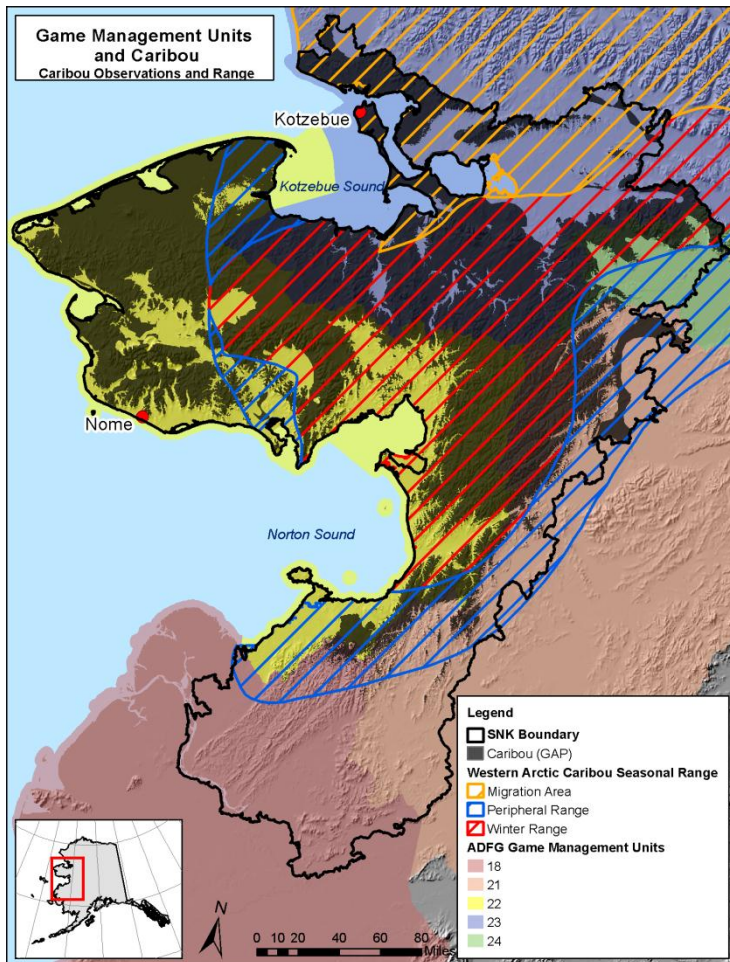 Game Management Units
and Caribou
Caribou Observations and Range
Kotzebue
Kotzebue Sound
Nome
Norton Sound
Legend
SNK Boundary
Caribou (GAP)
Western Arctic Caribou Seasonal Range
Migration Area
Peripheral Range
Winter Range
ADFG Game Management Units
18
21
22
23
24
N
0 10 20 40 60 80
Miles